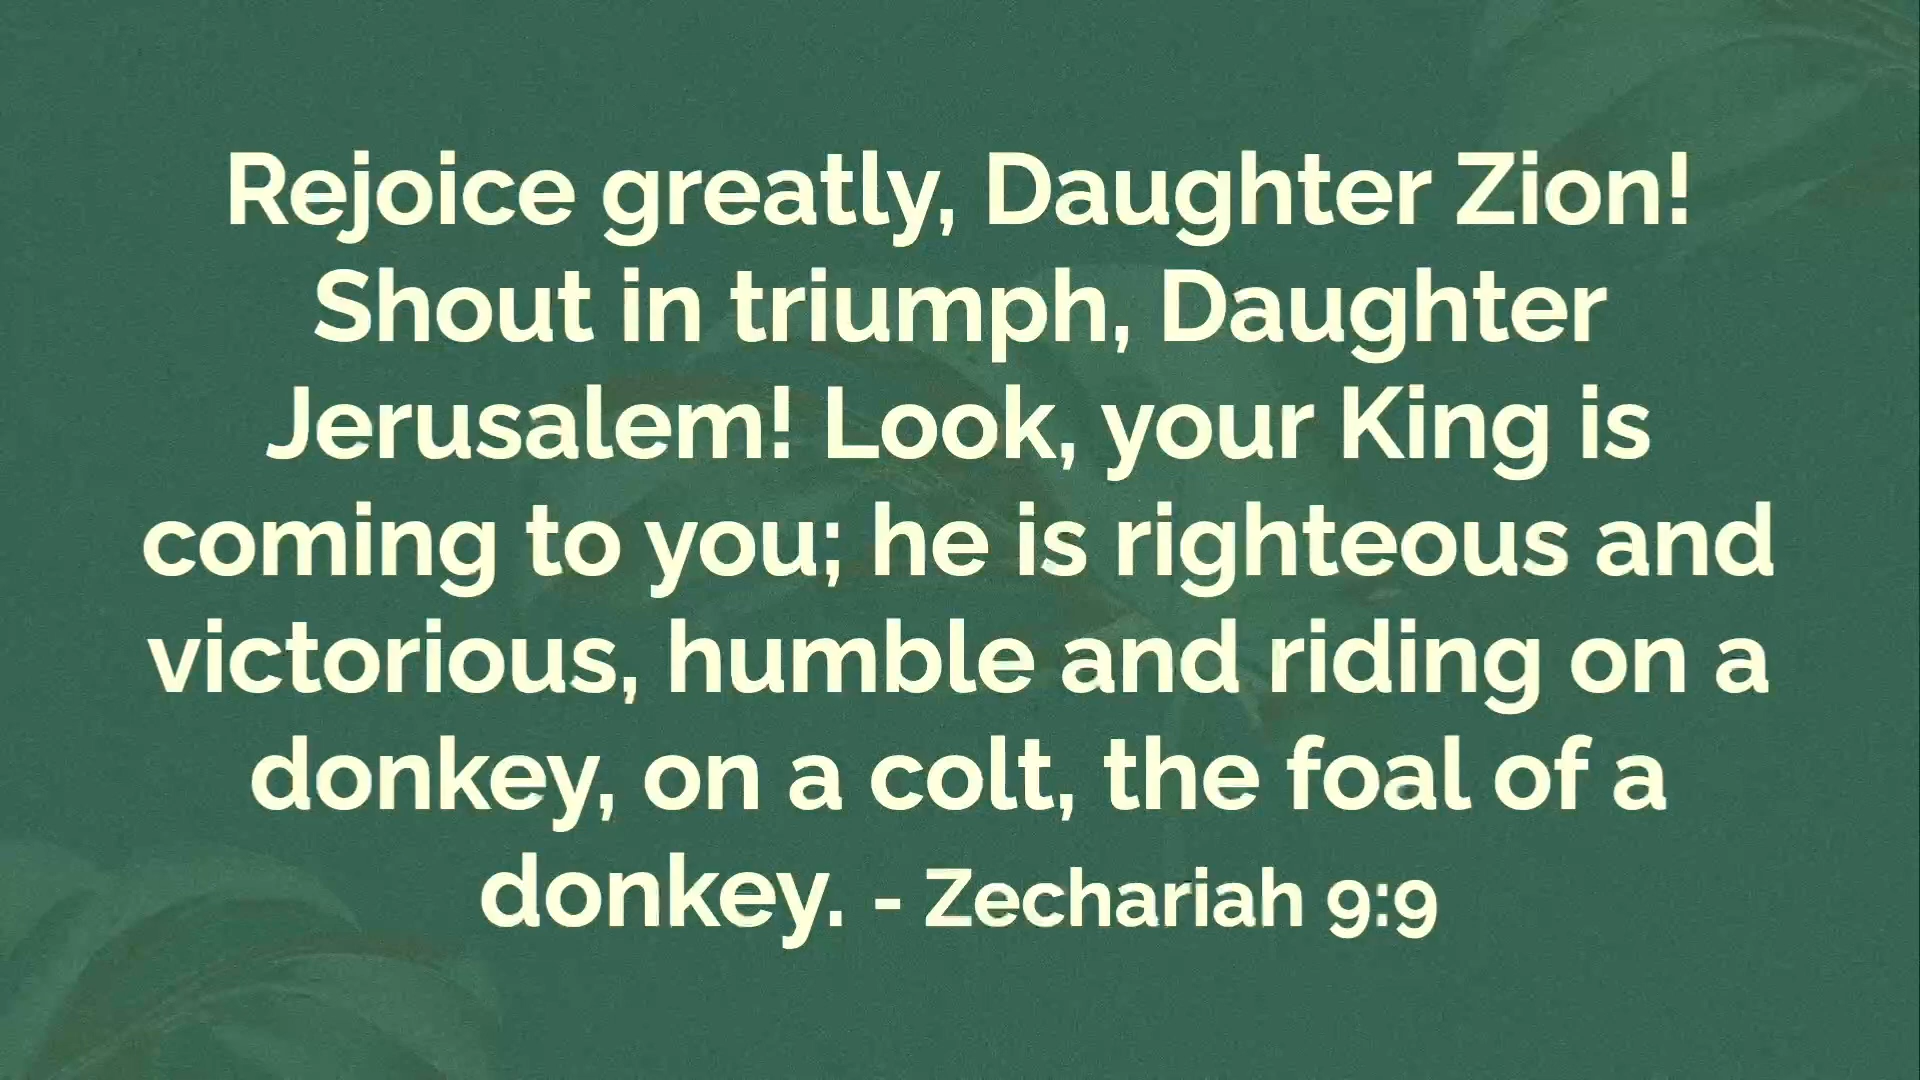 Rejoice greatly, Daughter Zion!
Shout in triumph, Daughter
Jerusalem! Look, your King is
coming to you; he is righteous and
victorious, humble and riding on a
donkey, on a colt, the foal of a
donkey. - Zechariah 9:9